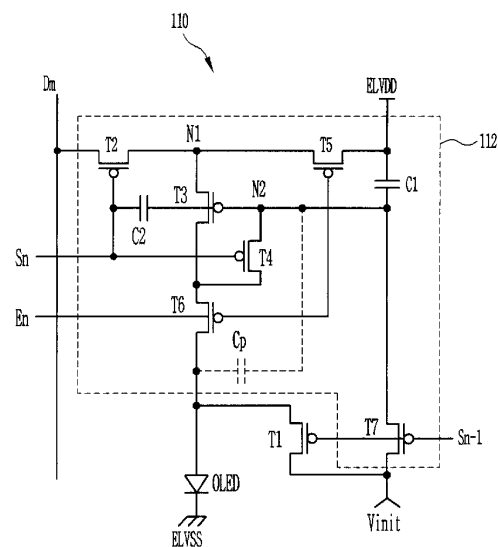 110
Dm
ELVDD
T2
N1
T5
112
T3
N2
C1
C2
Sn
T4
En
T6
Cp
T1
T7
Sn-1
OLED
ELVSS
Vinit